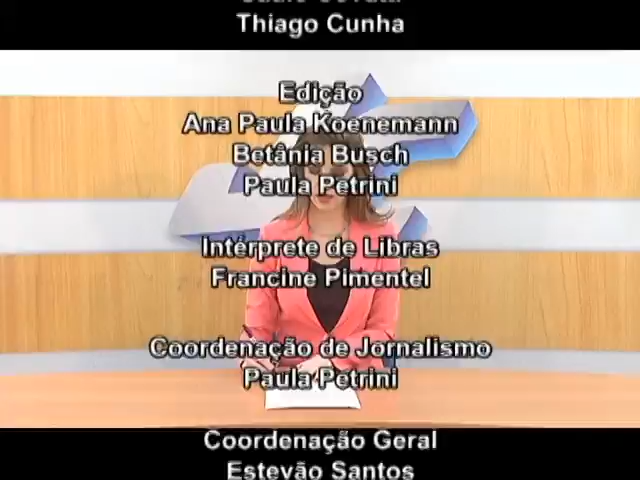 Thiago Cunha
Edição
Ana Paula Koenemann
Betânia Busch
Paula Petrini
Intérprete de Libras
Francine Pimentel
Coordenação de Jornalismo
Paula Petrini
Coordenação Geral
Estevão Santos